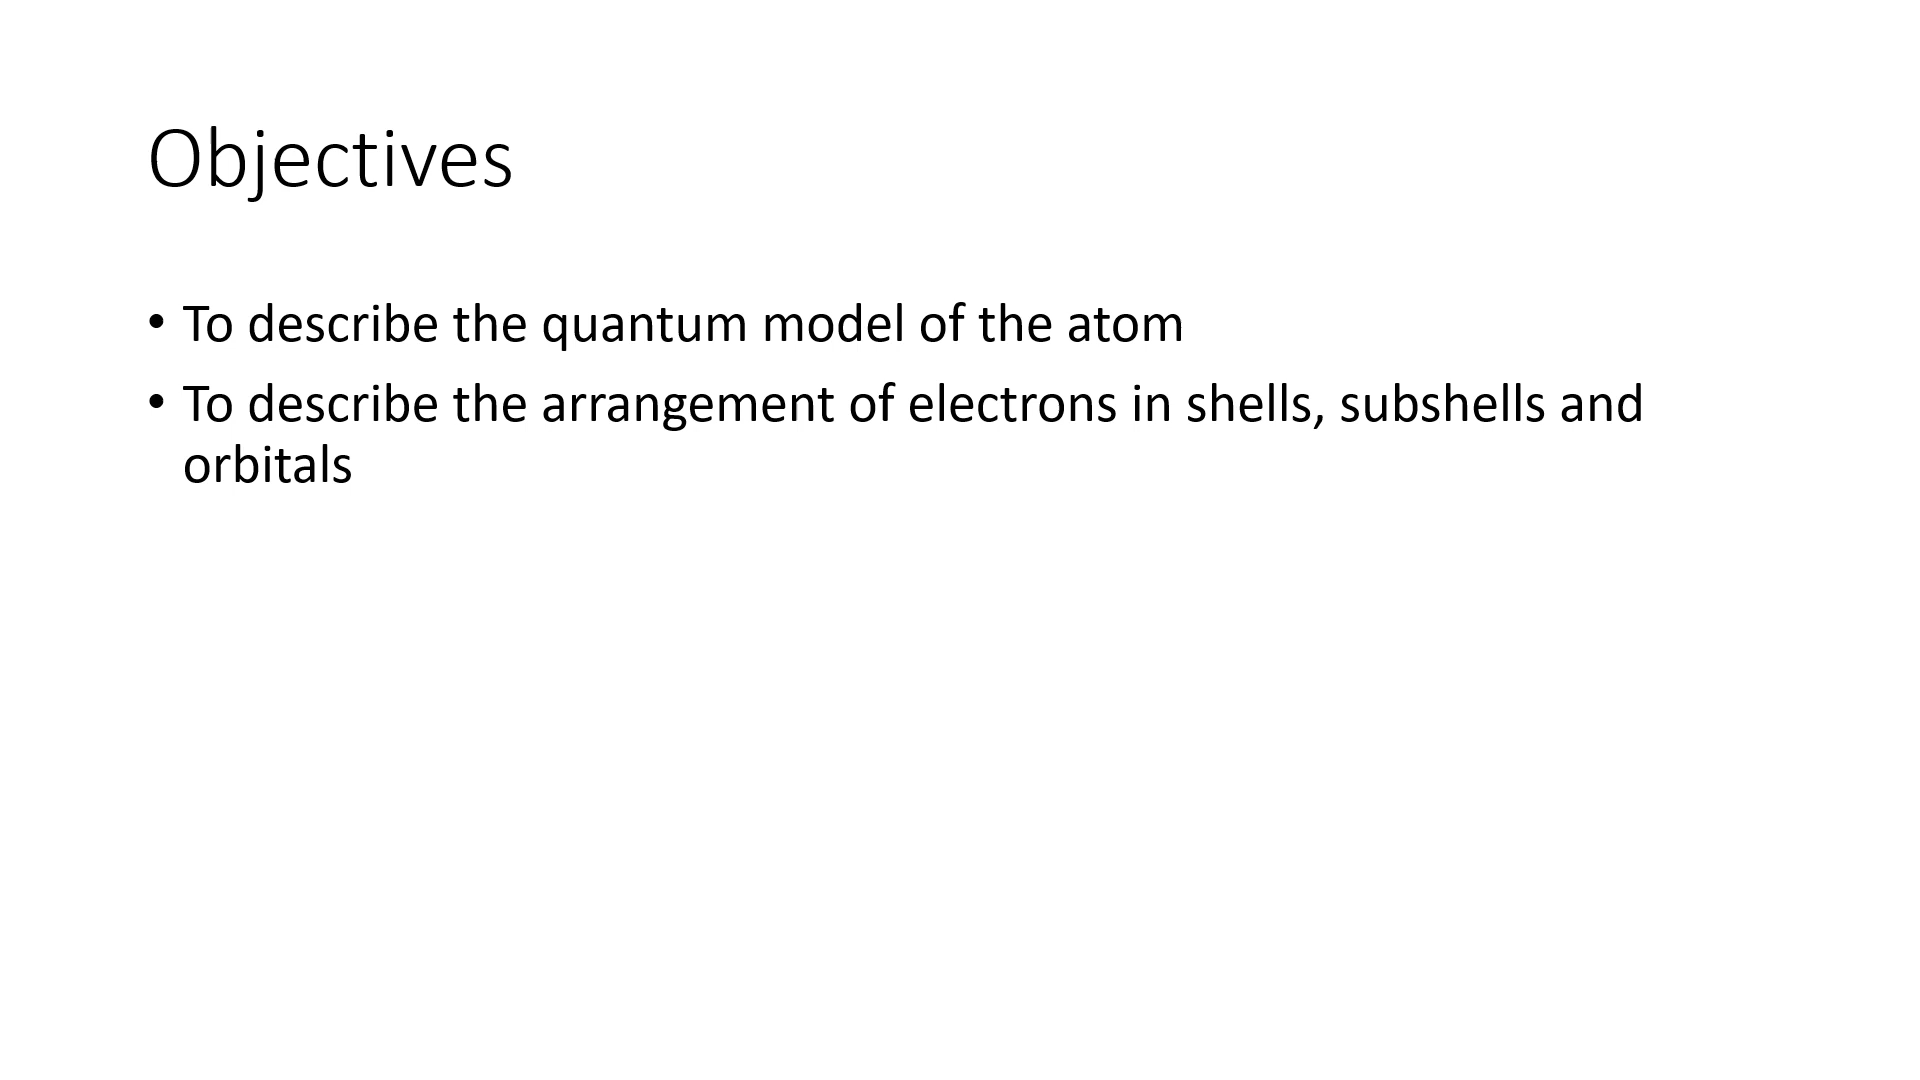 Objectives
• To describe the quantum model of the atom
• To describe the arrangement of electrons in shells, subshells and
orbitals